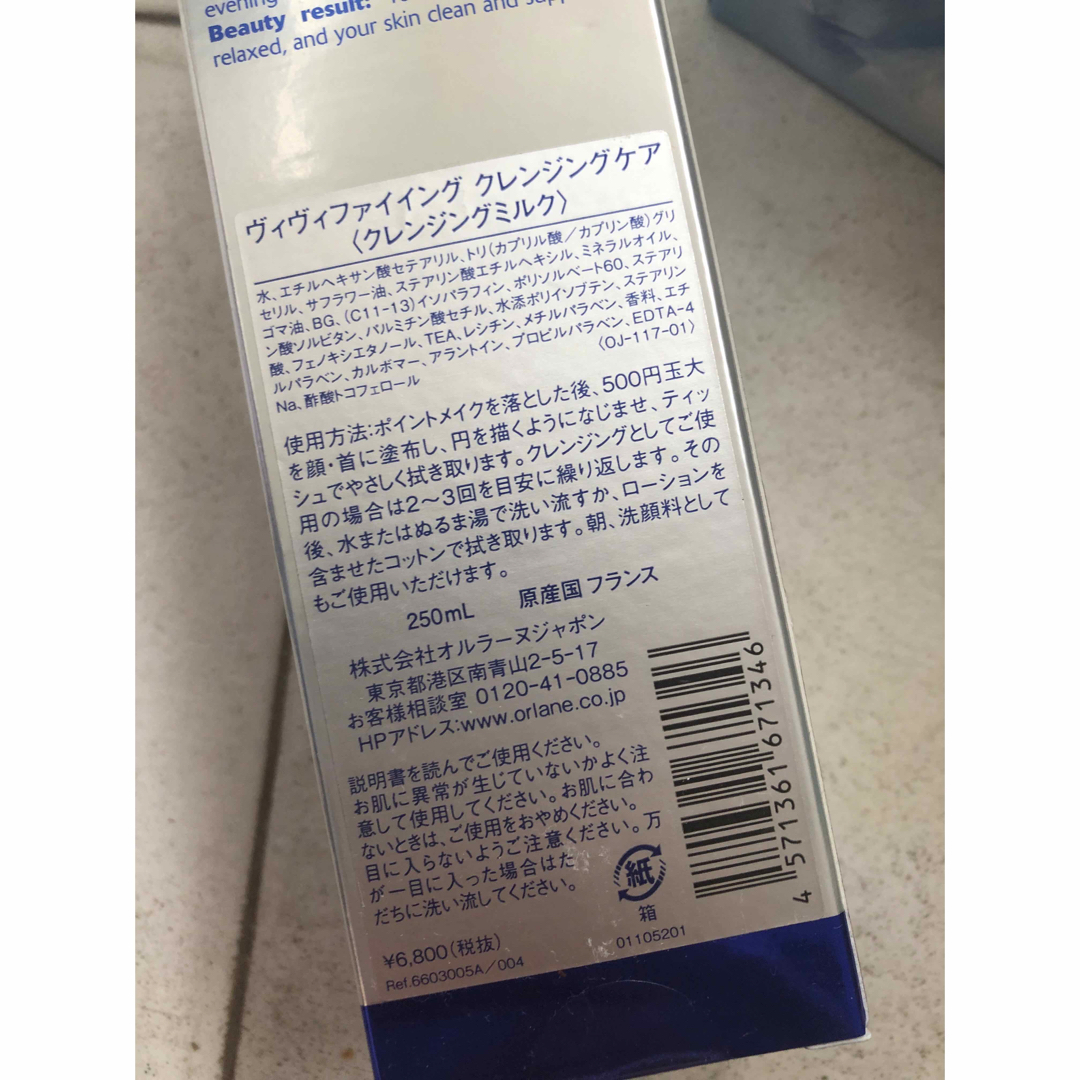 evening
Beauty result:
relaxed, and your skin clean and supp
ヴィヴィファイイング クレンジングケア
〈クレンジングミルク〉
水、エチルヘキサン酸セテアリル、トリ(カプリル酸/カプリン酸)グリ
セリル、サフラワー油、ステアリン酸エチルヘキシル、ミネラルオイル、
ゴマ油、BG、(C11-13)イソパラフィン、ポリソルベート60、ステアリ
ン酸ソルビタン、パルミチン酸セチル、水添ポリイソブテン、ステアリン
酸、フェノキシエタノール、TEA、レシチン、メチルパラベン、香料、エチ
ルパラベン、カルボマー、アラントイン、プロピルパラベン、EDTA-4
Na、酢酸トコフェロール
〈OJ-117-01〉
使用方法:ポイントメイクを落とした後、500円玉大
を顔・首に塗布し、円を描くようになじませ、ティッ
シュでやさしく拭き取ります。クレンジングとしてご使
用の場合は2〜3回を目安に繰り返します。その
後、水またはぬるま湯で洗い流すか、ローションを
含ませたコットンで拭き取ります。朝、洗顔料として
もご使用いただけます。
250mL 原産国 フランス
株式会社オルラーヌジャポン
東京都港区南青山2-5-17
お客様相談室 0120-41-0885
HPアドレス:www.orlane.co.jp
説明書を読んでご使用ください。
お肌に異常が生じていないかよく注
意して使用してください。お肌に合わ
ないときは、ご使用をおやめください。
目に入らないようご注意ください。万
が一目に入った場合はた
だちに洗い流してください。
紙
箱
¥6,800(税抜)
01105201
Ref.6603005A/004
4 571361 671346